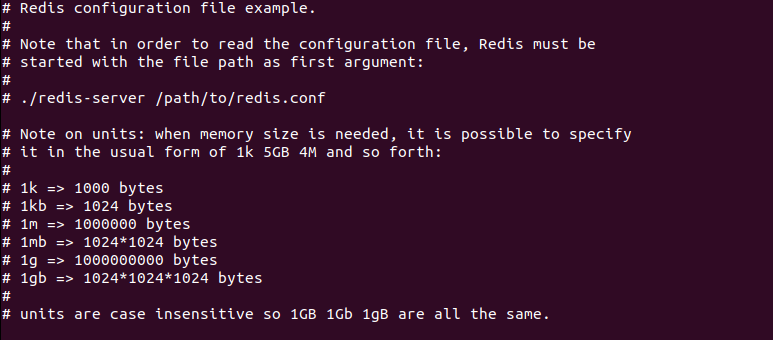 # Redis configuration file example.
#
# Note that in order to read the configuration file, Redis must be
# started with the file path as first argument:
#
# ./redis-server /path/to/redis.conf

# Note on units: when memory size is needed, it is possible to specify
# it in the usual form of 1k 5GB 4M and so forth:
#
# 1k => 1000 bytes
# 1kb => 1024 bytes
# 1m => 1000000 bytes
# 1mb => 1024*1024 bytes
# 1g => 1000000000 bytes
# 1gb => 1024*1024*1024 bytes
#
# units are case insensitive so 1GB 1Gb 1gB are all the same.